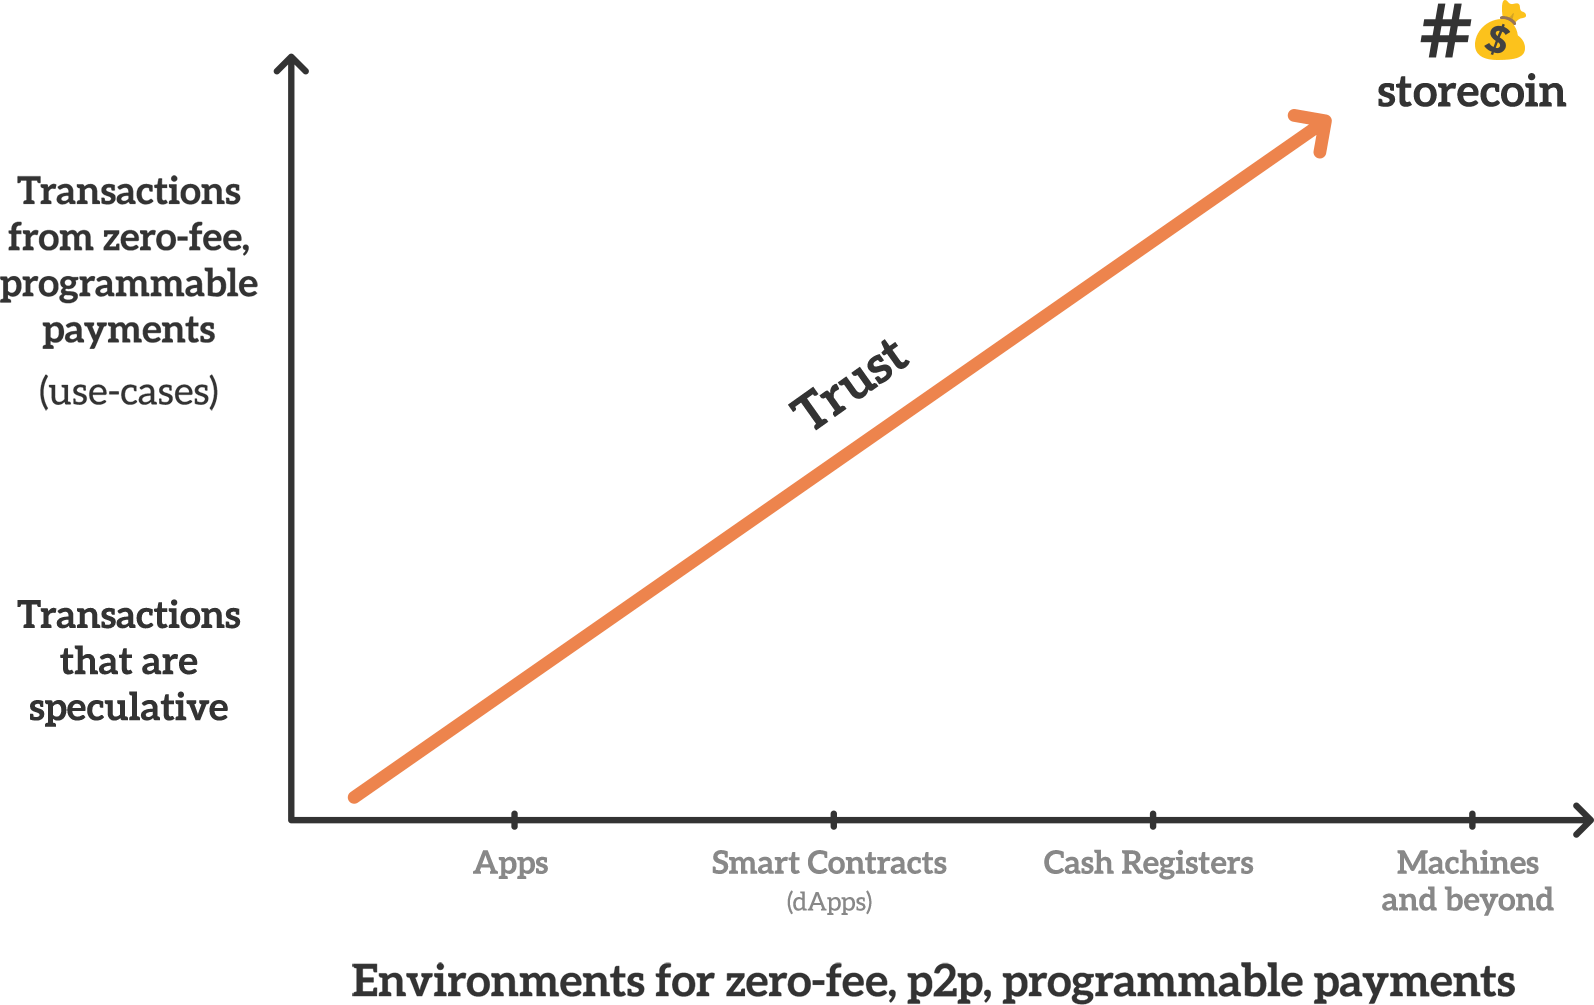 #💰
storecoin
Transactions
from zero-fee,
programmable
payments
(use-cases)
Trust
Transactions
that are
speculative
Apps
Smart Contracts
(dApps)
Cash Registers
Machines
and beyond
Environments for zero-fee, p2p, programmable payments